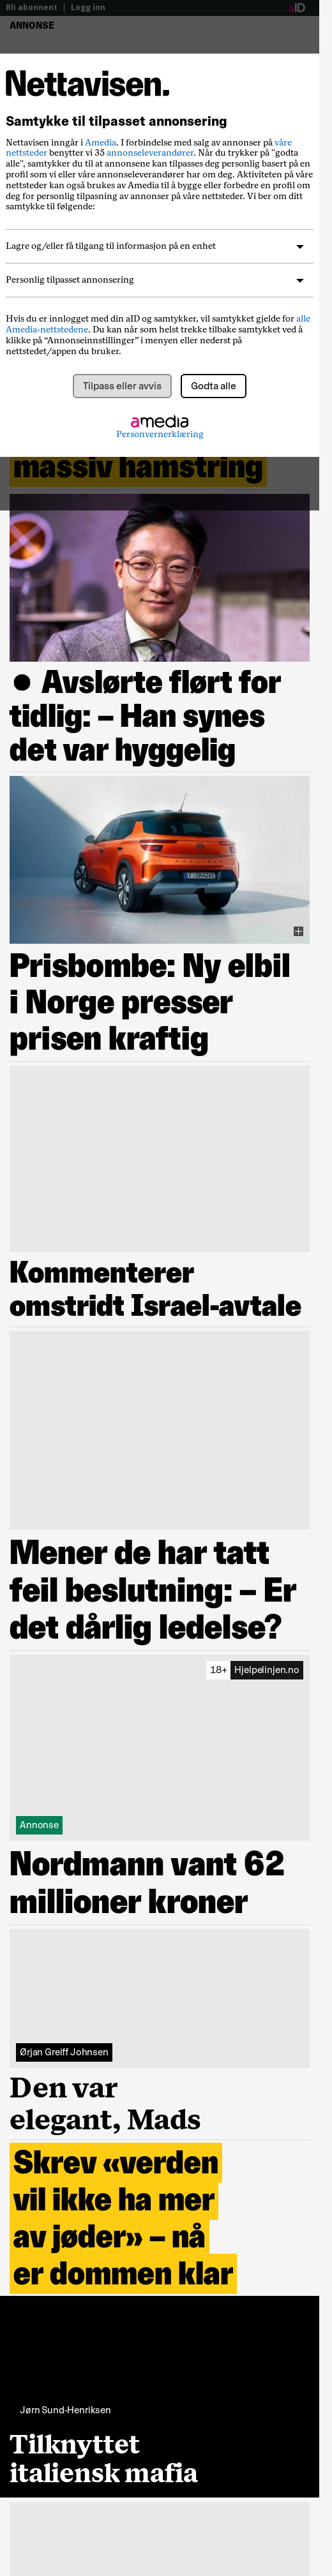 Bli abonnent | Logg inn
aID
ANNONSE
Nettavisen.
Samtykke til tilpasset annonsering
Nettavisen inngår i Amedia. I forbindelse med salg av annonser på våre
nettsteder benytter vi 35 annonseleverandører. Når du trykker på "godta
alle", samtykker du til at annonsene kan tilpasses deg personlig basert på en
profil som vi eller våre annonseleverandører har om deg. Aktiviteten på våre
nettsteder kan også brukes av Amedia til å bygge eller forbedre en profil om
deg for personlig tilpasning av annonser på våre nettsteder. Vi ber om ditt
samtykke til følgende:
Lagre og/eller få tilgang til informasjon på en enhet
Personlig tilpasset annonsering
Hvis du er innlogget med din aID og samtykker, vil samtykket gjelde for alle
Amedia-nettstedene. Du kan når som helst trekke tilbake samtykket ved å
klikke på “Annonseinnstillinger” i menyen eller nederst på
nettstedet/appen du bruker.
Tilpass eller avvis
Godta alle
amedia
Personvernerklæring
massiv hamstring
● Avslørte flørt for
tidlig: – Han synes
det var hyggelig
Prisbombe: Ny elbil
i Norge presser
prisen kraftig
Kommenterer
omstridt Israel-avtale
Mener de har tatt
feil beslutning: – Er
det dårlig ledelse?
18+ Hjelpelinjen.no
Annonse
Nordmann vant 62
millioner kroner
Ørjan Greiff Johnsen
Den var
elegant, Mads
Skrev «verden
vil ikke ha mer
av jøder» – nå
er dommen klar
Jørn Sund-Henriksen
Tilknyttet
italiensk mafia